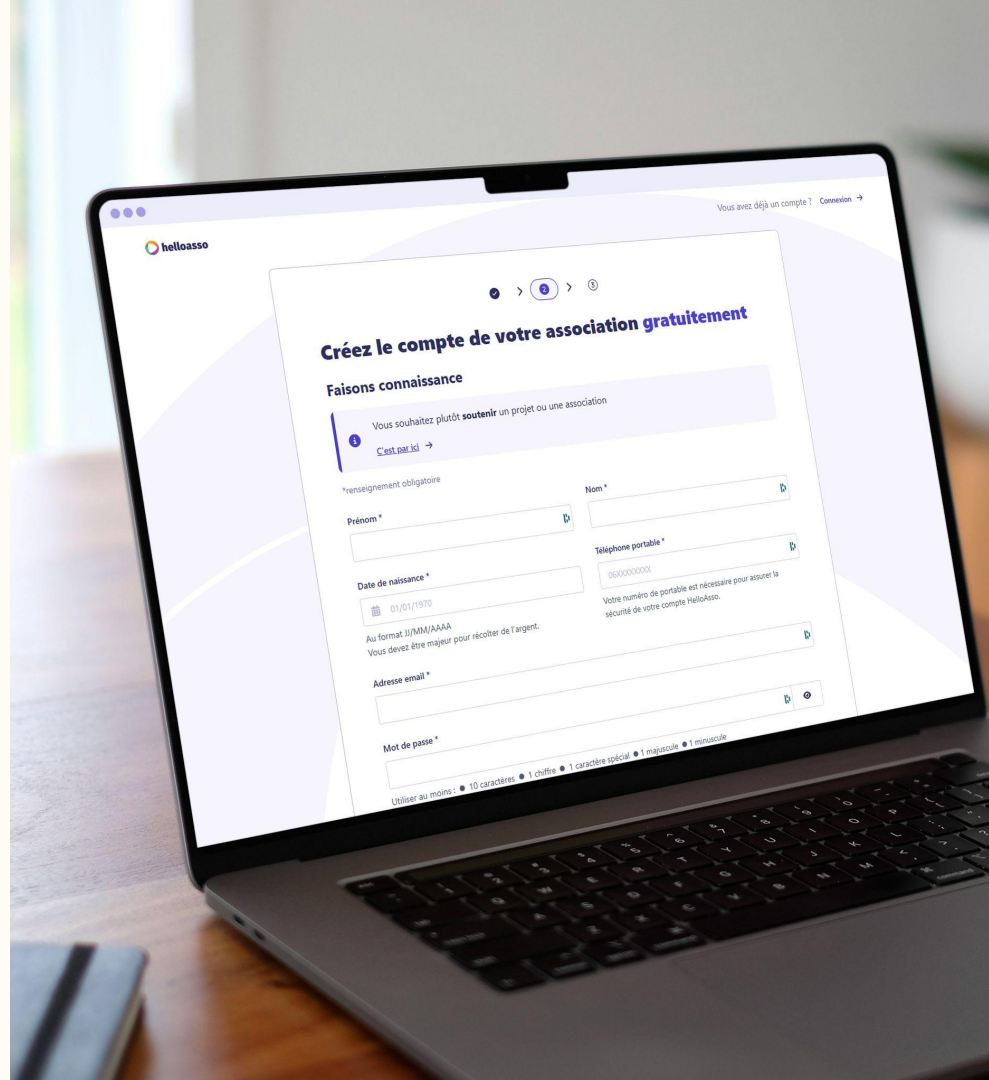 helloasso
Vous avez déjà un compte ? Connexion →
2
3
Créez le compte de votre association gratuitement
Faisons connaissance
Vous souhaitez plutôt soutenir un projet ou une association
C'est par ici →
*renseignement obligatoire
Prénom *
Nom *
Date de naissance *
01/01/1970
Au format JJ/MM/AAAA
Vous devez être majeur pour récolter de l'argent.
Téléphone portable *
06XXXXXXXX
Votre numéro de portable est nécessaire pour assurer la
sécurité de votre compte HelloAsso.
Adresse email *
Mot de passe *
Utiliser au moins : ● 10 caractères ● 1 chiffre ● 1 caractère spécial ● 1 majuscule ● 1 minuscule